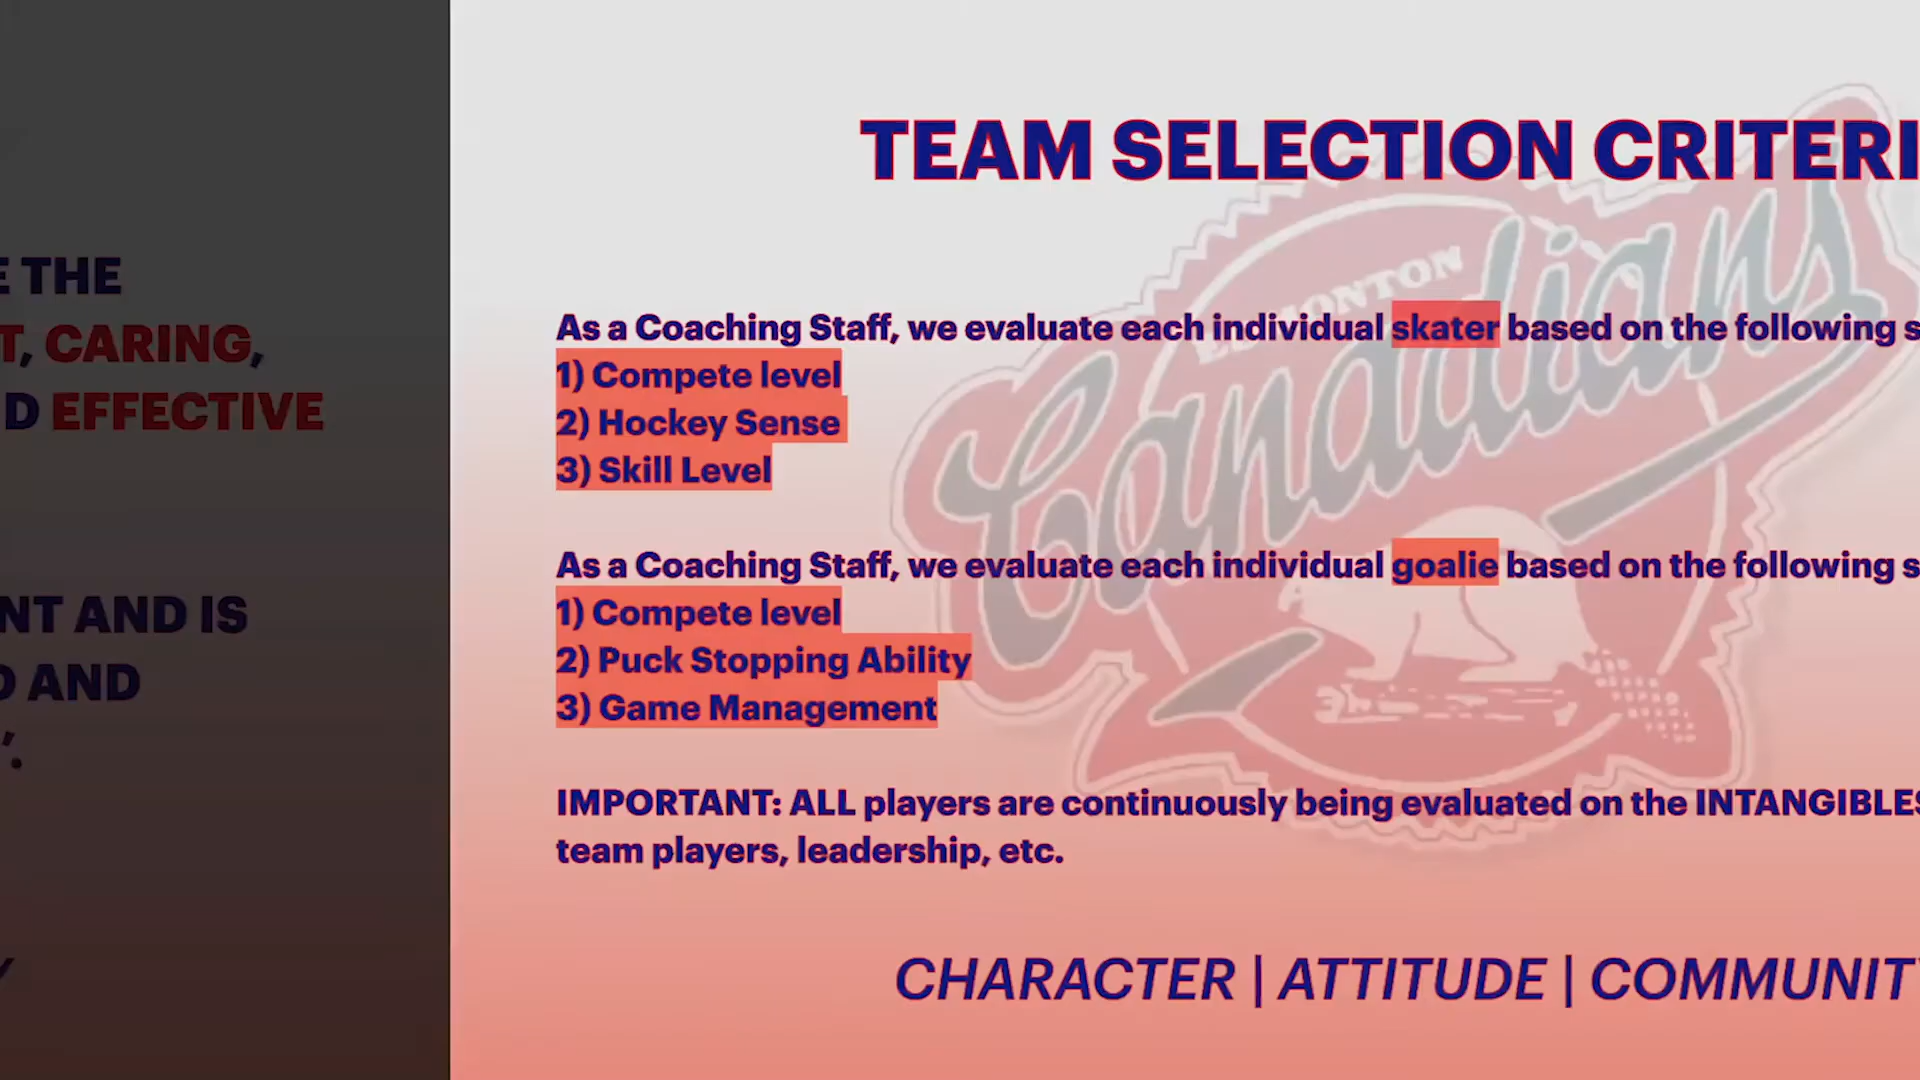 E THE
T, CARING,
D EFFECTIVE
NT AND IS
D AND
’.
Y
TEAM SELECTION CRITERI
EDMONTON
Canadians
As a Coaching Staff, we evaluate each individual skater based on the following s
1) Compete level
2) Hockey Sense
3) Skill Level
As a Coaching Staff, we evaluate each individual goalie based on the following s
1) Compete level
2) Puck Stopping Ability
3) Game Management
IMPORTANT: ALL players are continuously being evaluated on the INTANGIBLES
team players, leadership, etc.
CHARACTER | ATTITUDE | COMMUNITY